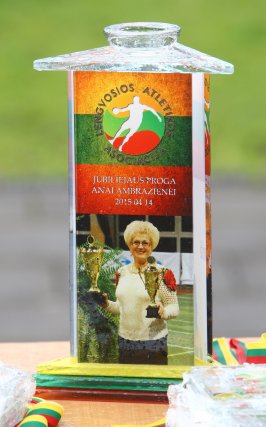 LENGVOSIOS ATLETIKOS
ASOCIACIJA
JUBILIEJAUS PROGA
ANAI AMBRAZIENEI
2015 04 14